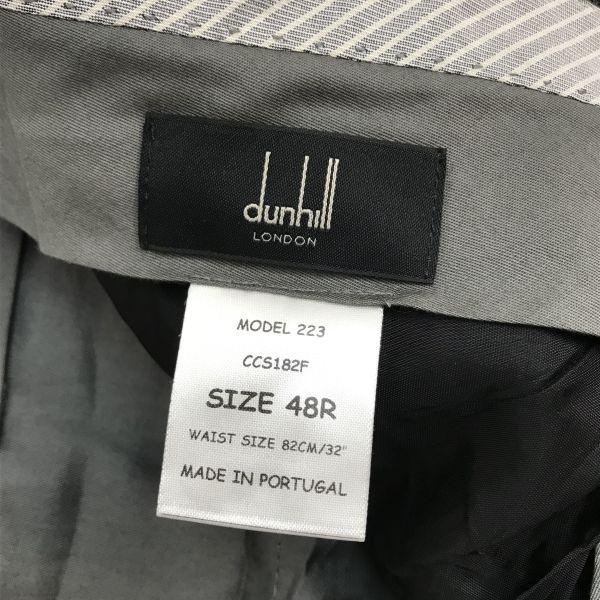 dunhill
LONDON
MODEL 223
CCS182F
SIZE 48R
WAIST SIZE 82CM/32"
MADE IN PORTUGAL